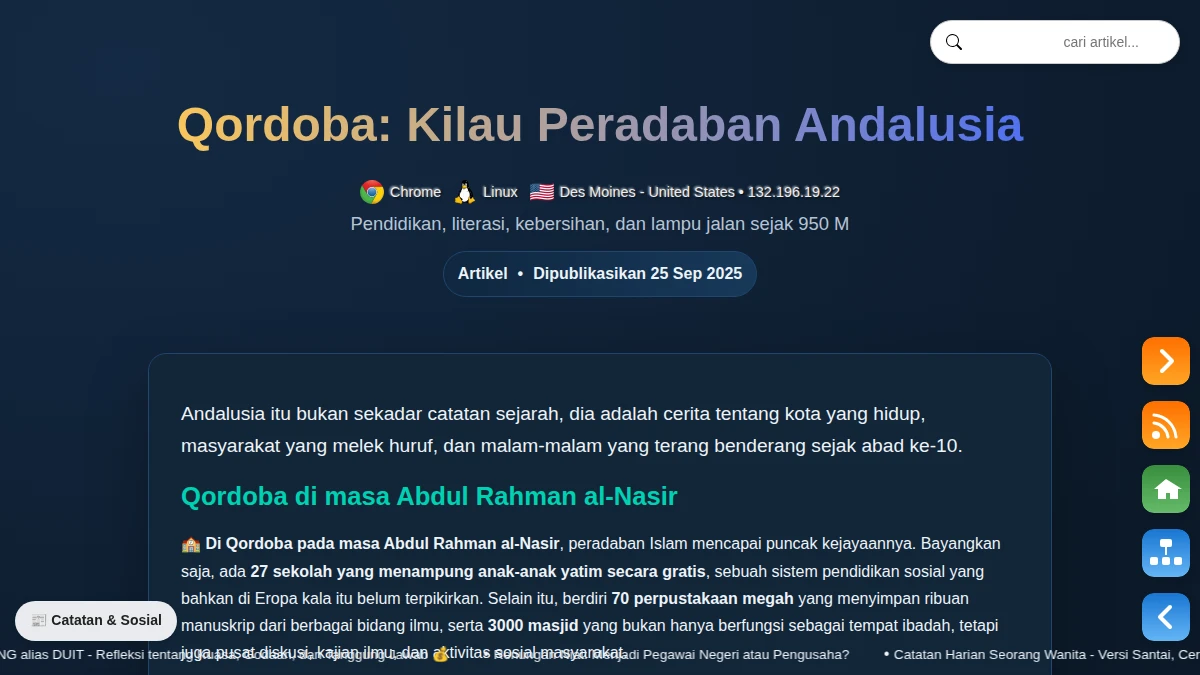 cari artikel...
Qordoba: Kilau Peradaban Andalusia
Chrome Linux Des Moines - United States • 132.196.19.22
Pendidikan, literasi, kebersihan, dan lampu jalan sejak 950 M
Artikel • Dipublikasikan 25 Sep 2025
Andalusia itu bukan sekadar catatan sejarah, dia adalah cerita tentang kota yang hidup,
masyarakat yang melek huruf, dan malam-malam yang terang benderang sejak abad ke-10.
Qordoba di masa Abdul Rahman al-Nasir
🏫 Di Qordoba pada masa Abdul Rahman al-Nasir, peradaban Islam mencapai puncak kejayaannya. Bayangkan
saja, ada 27 sekolah yang menampung anak-anak yatim secara gratis, sebuah sistem pendidikan sosial yang
bahkan di Eropa kala itu belum terpikirkan. Selain itu, berdiri 70 perpustakaan megah yang menyimpan ribuan
manuskrip dari berbagai bidang ilmu, serta 3000 masjid yang bukan hanya berfungsi sebagai tempat ibadah, tetapi
juga pusat diskusi, kajian ilmu, dan aktivitas sosial masyarakat.
📰 Catatan & Sosial
NG alias DUIT - Refleksi tentang
Menjadi Pegawai Negeri atau Pengusaha?
• Catatan Harian Seorang Wanita - Versi Santai, Cer